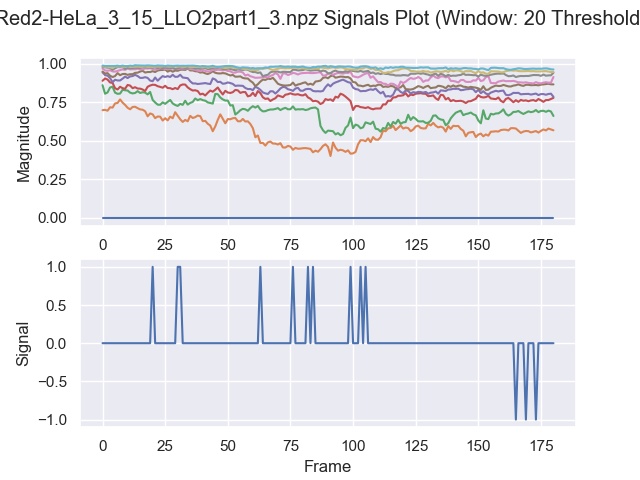 Red2-HeLa_3_15_LLO2part1_3.npz Signals Plot (Window: 20 Threshold
1.00
0.75
0.50
0.25
0.00
Magnitude
0 25 50 75 100 125 150 175
1.0
0.5
0.0
−0.5
−1.0
Signal
0 25 50 75 100 125 150 175
Frame